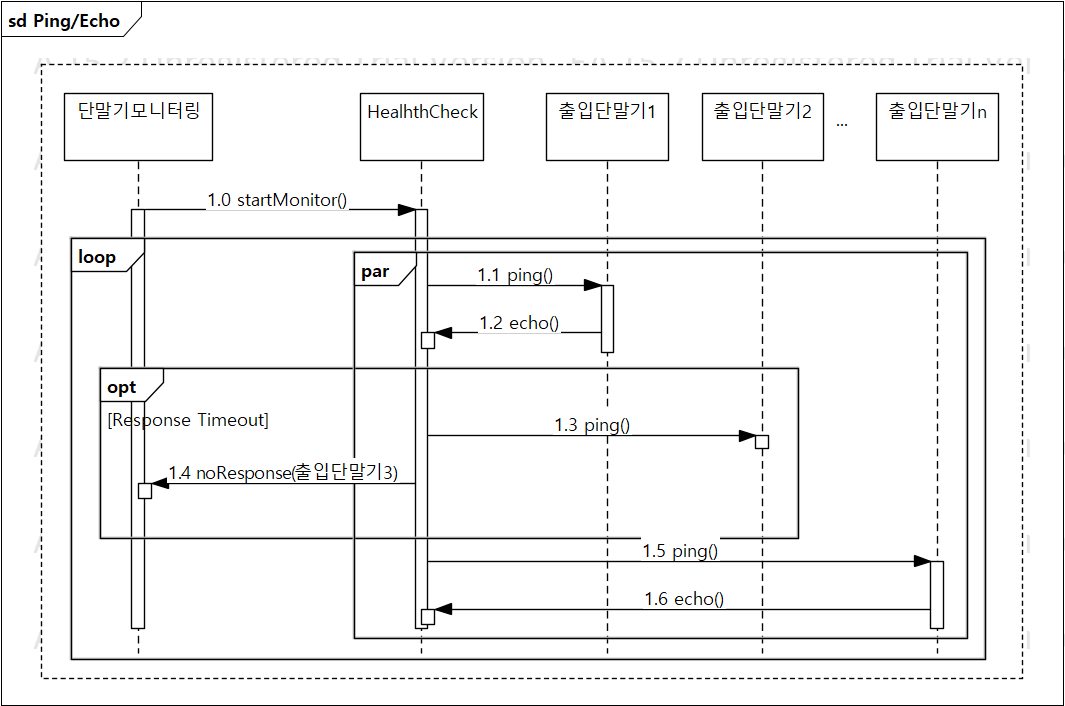 sd Ping/Echo
단말기모니터링
HealhthCheck
출입단말기1
출입단말기2
...
출입단말기n
1.0 startMonitor()
loop
par
1.1 ping()
1.2 echo()
opt
[Response Timeout]
1.3 ping()
1.4 noResponse(출입단말기3)
1.5 ping()
1.6 echo()